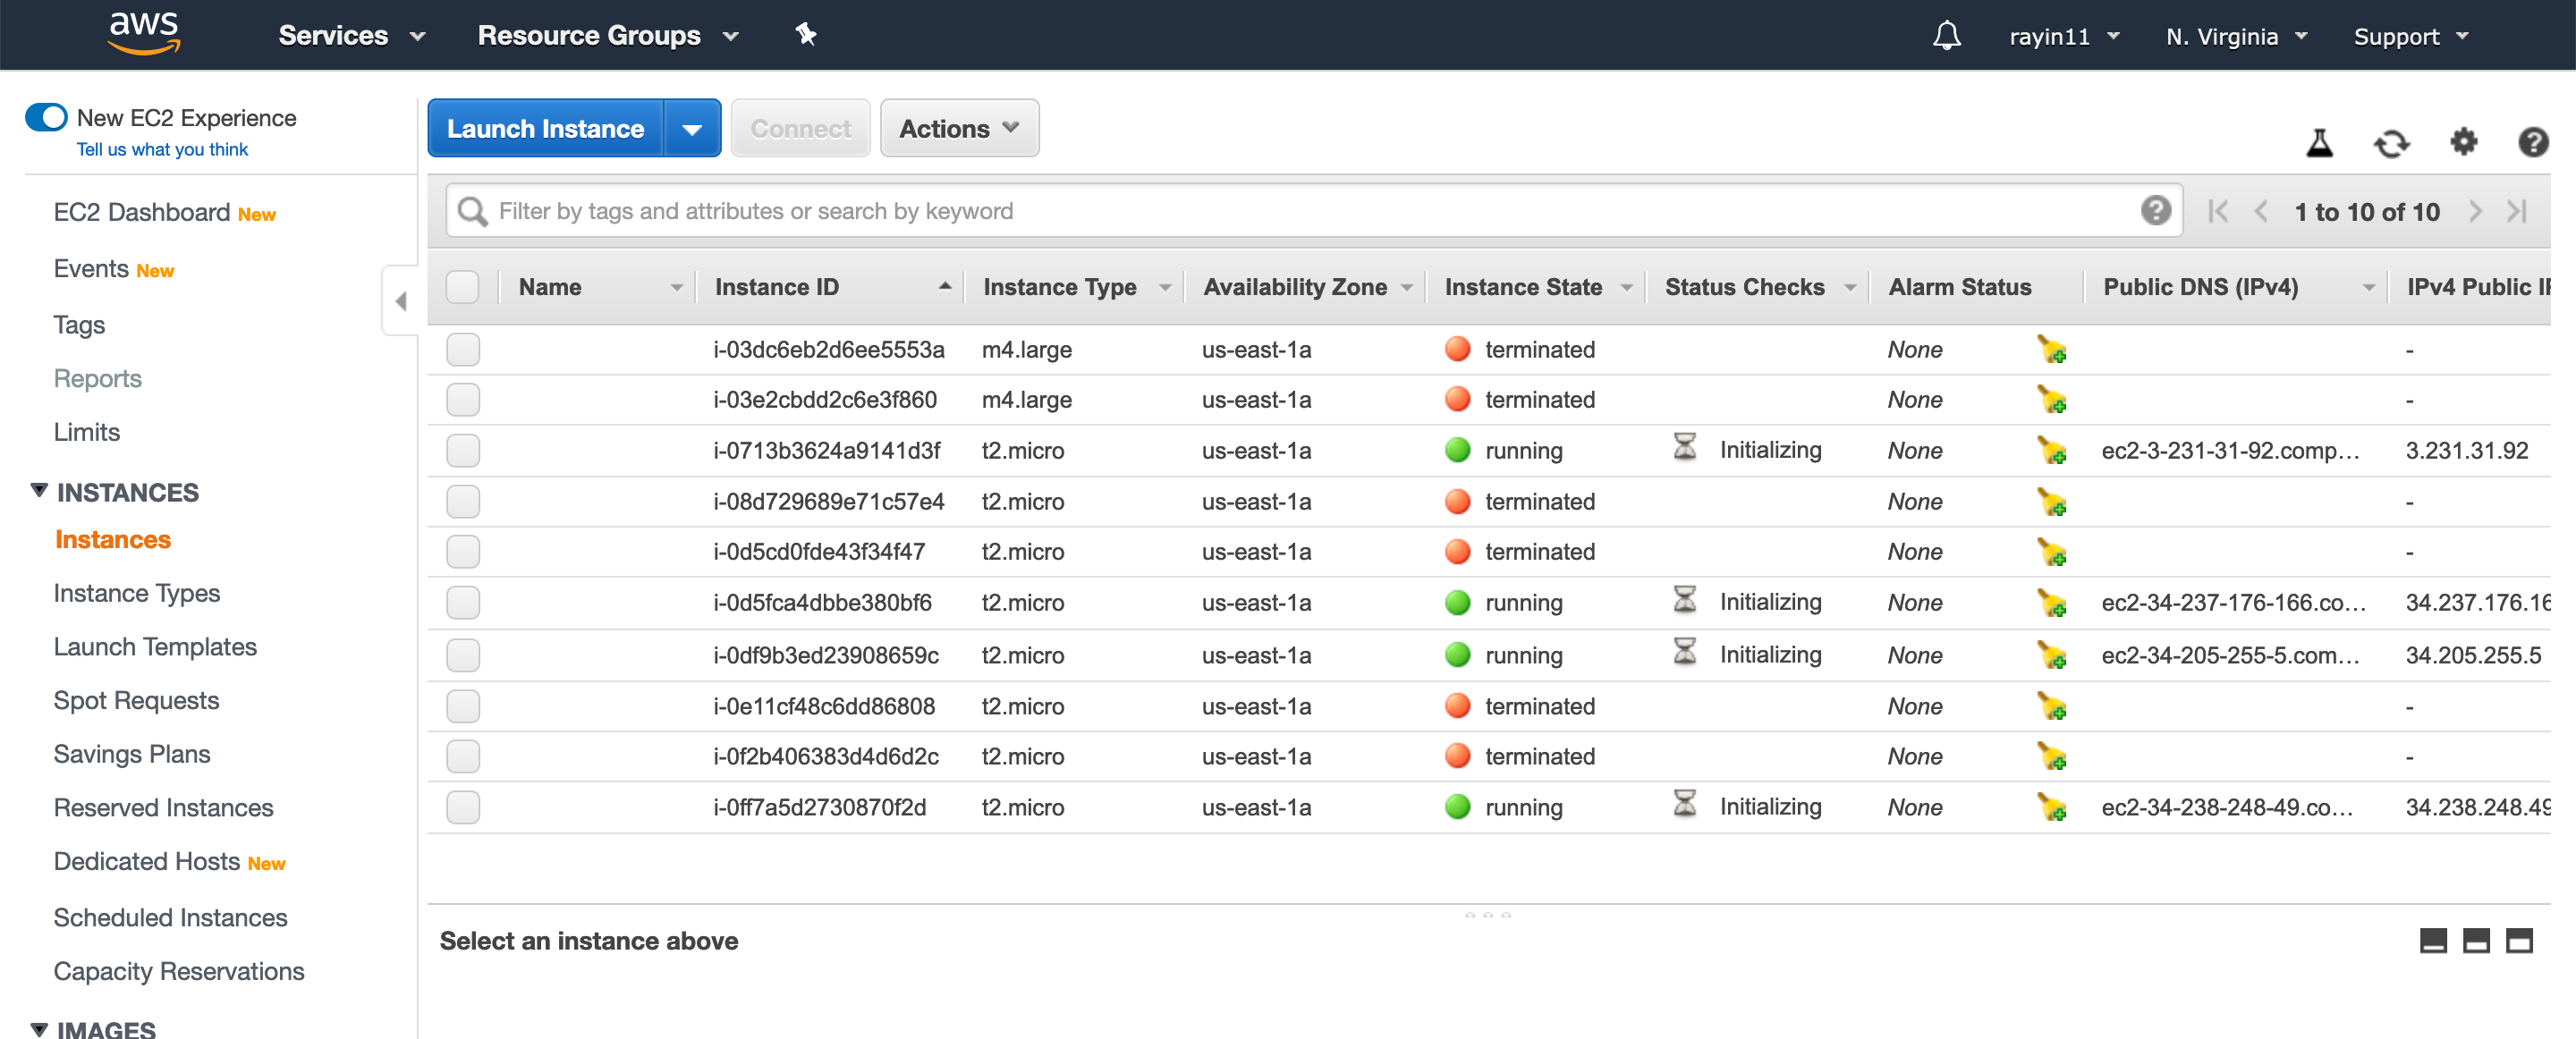 aws Services Resource Groups rayin11 N. Virginia Support
New EC2 Experience
Tell us what you think
EC2 Dashboard New
Events New
Tags
Reports
Limits
INSTANCES
Instances
Instance Types
Launch Templates
Spot Requests
Savings Plans
Reserved Instances
Dedicated Hosts New
Scheduled Instances
Capacity Reservations
IMAGES
Launch Instance Connect Actions
Filter by tags and attributes or search by keyword 1 to 10 of 10
Name Instance ID Instance Type Availability Zone Instance State Status Checks Alarm Status Public DNS (IPv4) IPv4 Public IP
i-03dc6eb2d6ee5553a m4.large us-east-1a terminated None -
i-03e2cbdd2c6e3f860 m4.large us-east-1a terminated None -
i-0713b3624a9141d3f t2.micro us-east-1a running Initializing None ec2-3-231-31-92.comp... 3.231.31.92
i-08d729689e71c57e4 t2.micro us-east-1a terminated None -
i-0d5cd0fde43f34f47 t2.micro us-east-1a terminated None -
i-0d5fca4dbbe380bf6 t2.micro us-east-1a running Initializing None ec2-34-237-176-166.co... 34.237.176.16
i-0df9b3ed23908659c t2.micro us-east-1a running Initializing None ec2-34-205-255-5.com... 34.205.255.5
i-0e11cf48c6dd86808 t2.micro us-east-1a terminated None -
i-0f2b406383d4d6d2c t2.micro us-east-1a terminated None -
i-0ff7a5d2730870f2d t2.micro us-east-1a running Initializing None ec2-34-238-248-49.co... 34.238.248.49
Select an instance above